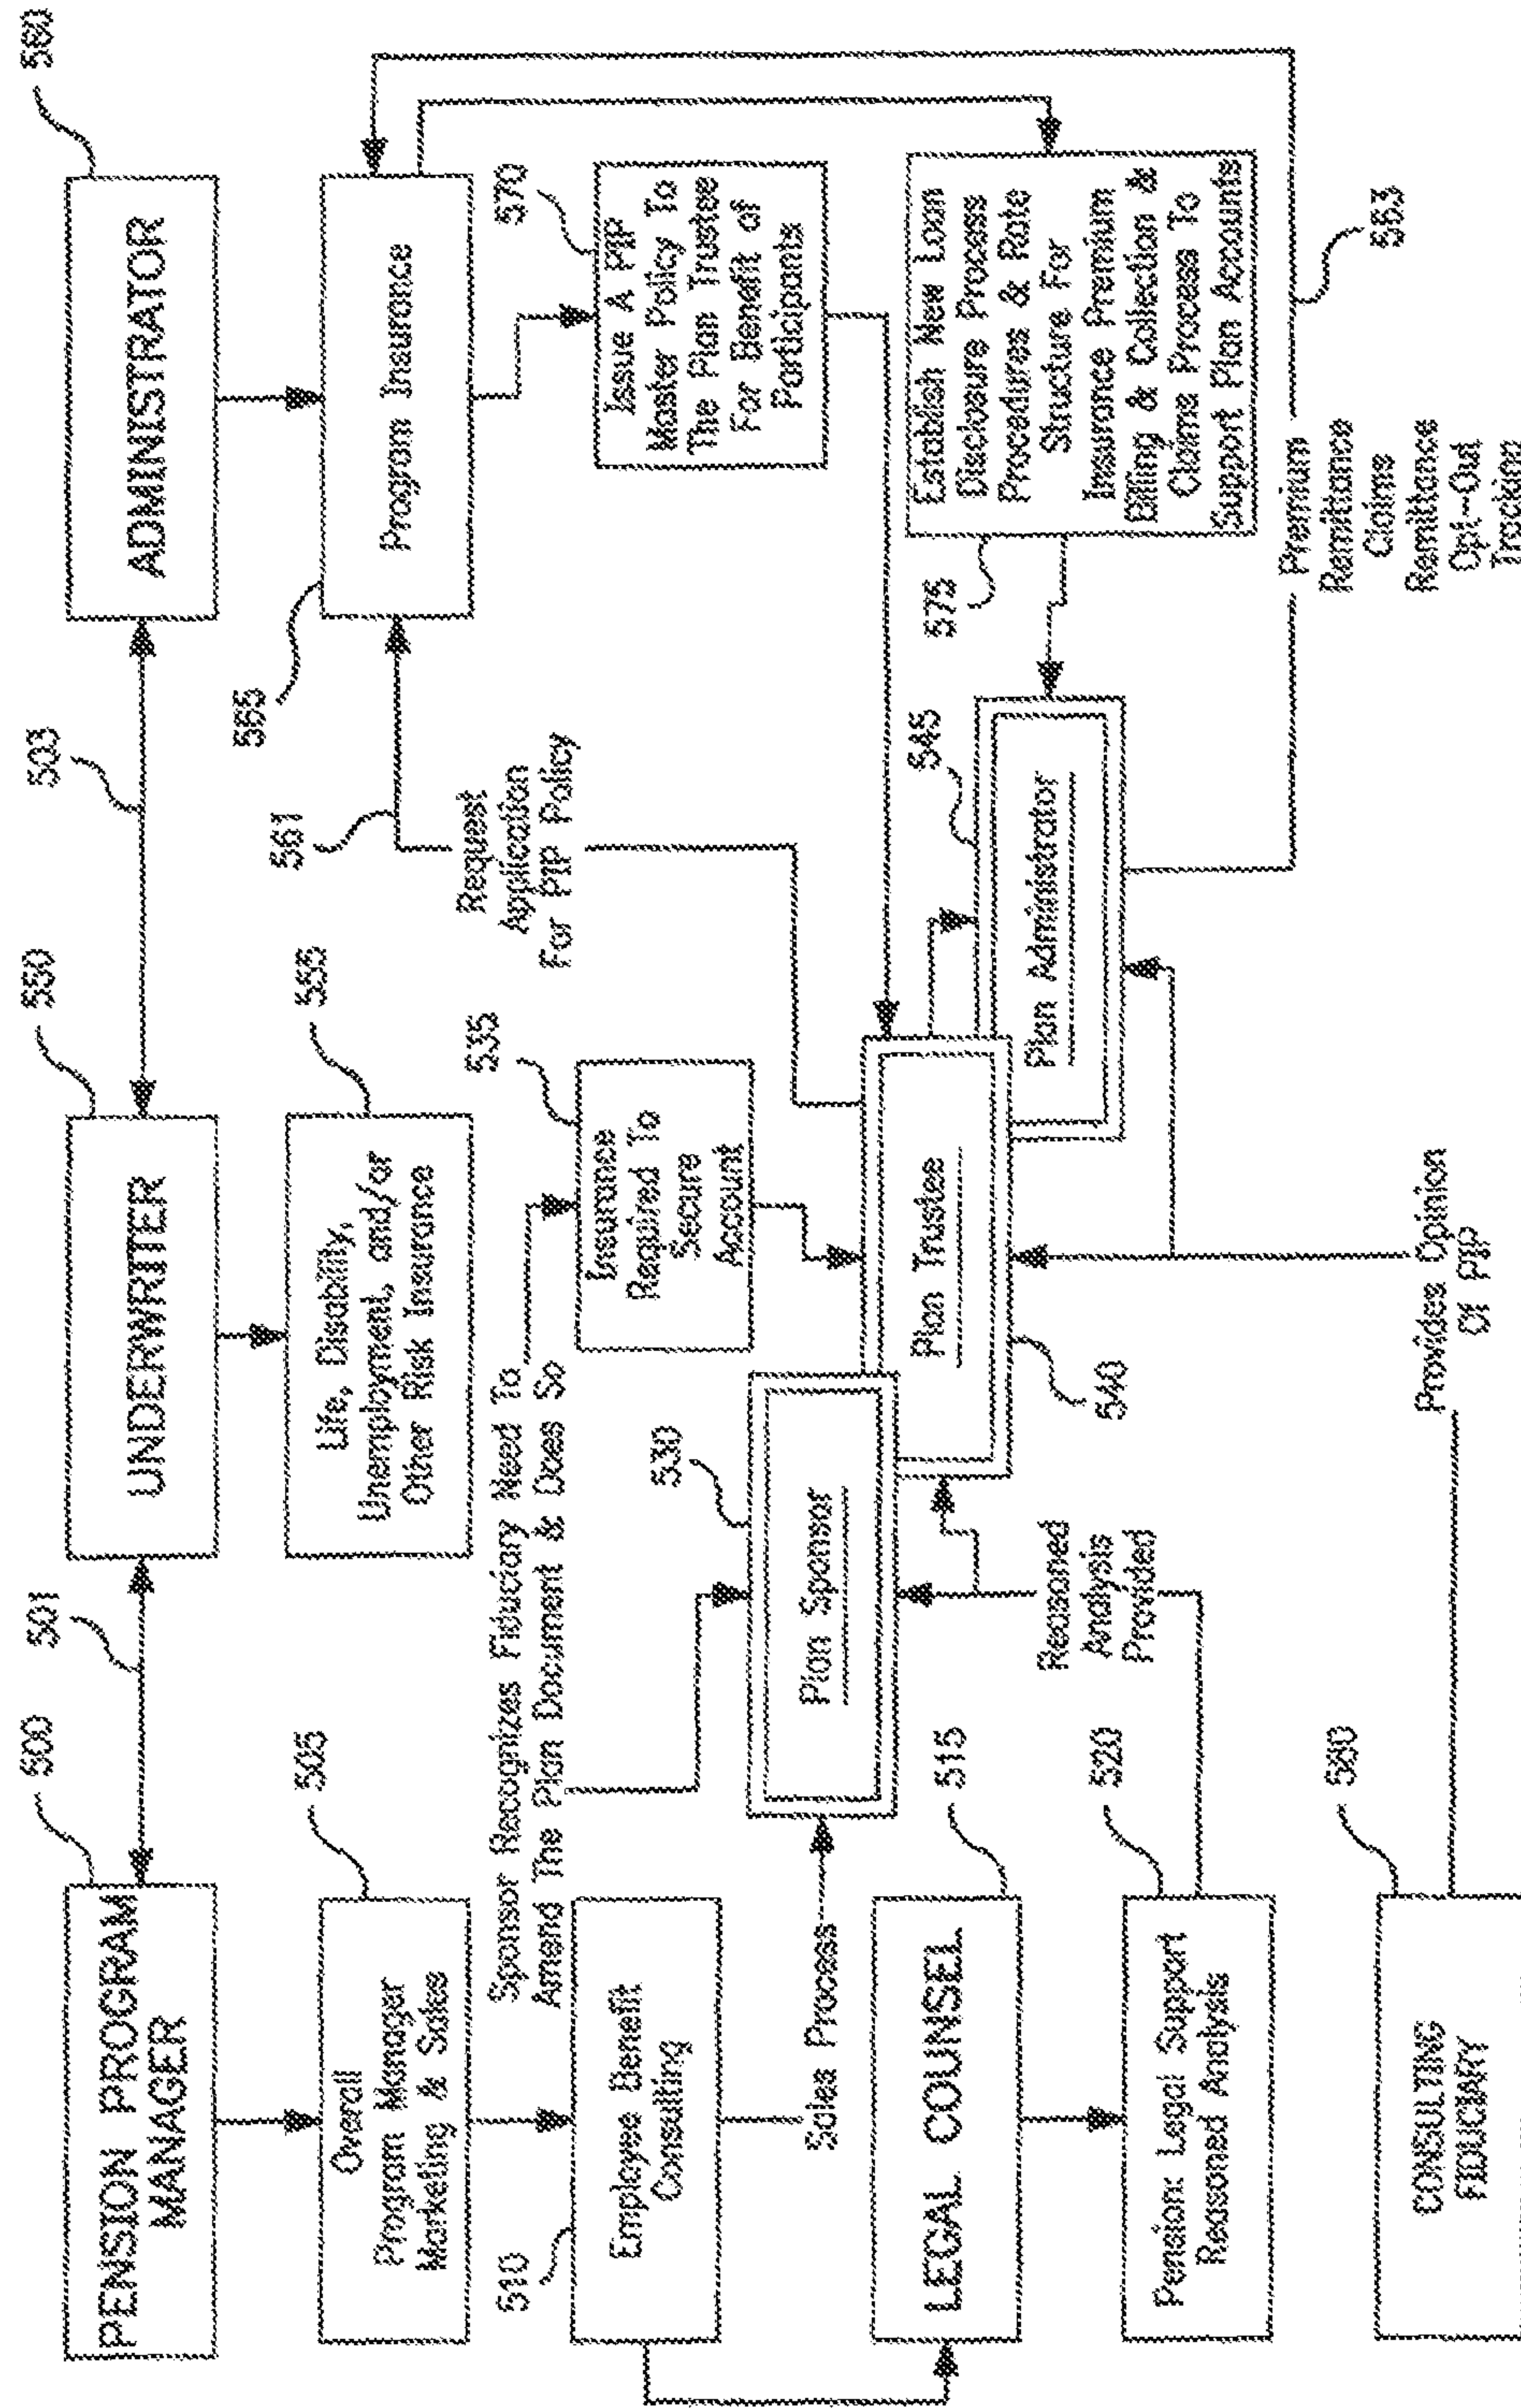 500
PENSION PROGRAM
MANAGER
501
550
UNDERWRITER
503
560
ADMINISTRATOR
505
Overall
Program Manager
Marketing & Sales
555
Life, Disability,
Unemployment, and/or
Other Risk Insurance
565
Program Insurance
561
Request
Application
For PIP Policy
Sponsor Recognizes Fiduciary Need To
Amend The Plan Document & Does So
510
Employee Benefit
Consulting
Sales Process
535
Insurance
Required To
Secure
Account
570
Issue A PIP
Master Policy To
The Plan Trustee
For Benefit of
Participants
530
Plan Sponsor
540
Plan Trustee
545
Plan Administrator
575
Establish New Loan
Disclosure Process
Procedures & Rate
Structure For
Insurance Premium
Billing & Collection &
Claims Process To
Support Plan Accounts
515
LEGAL COUNSEL
520
Pension: Legal Support
Reasoned Analysis
Reasoned
Analysis
Provided
563
Premium
Remittance
Claims
Remittance
Opt-Out
Tracking
580
CONSULTING
FIDUCIARY
Provides Opinion
Of PIP